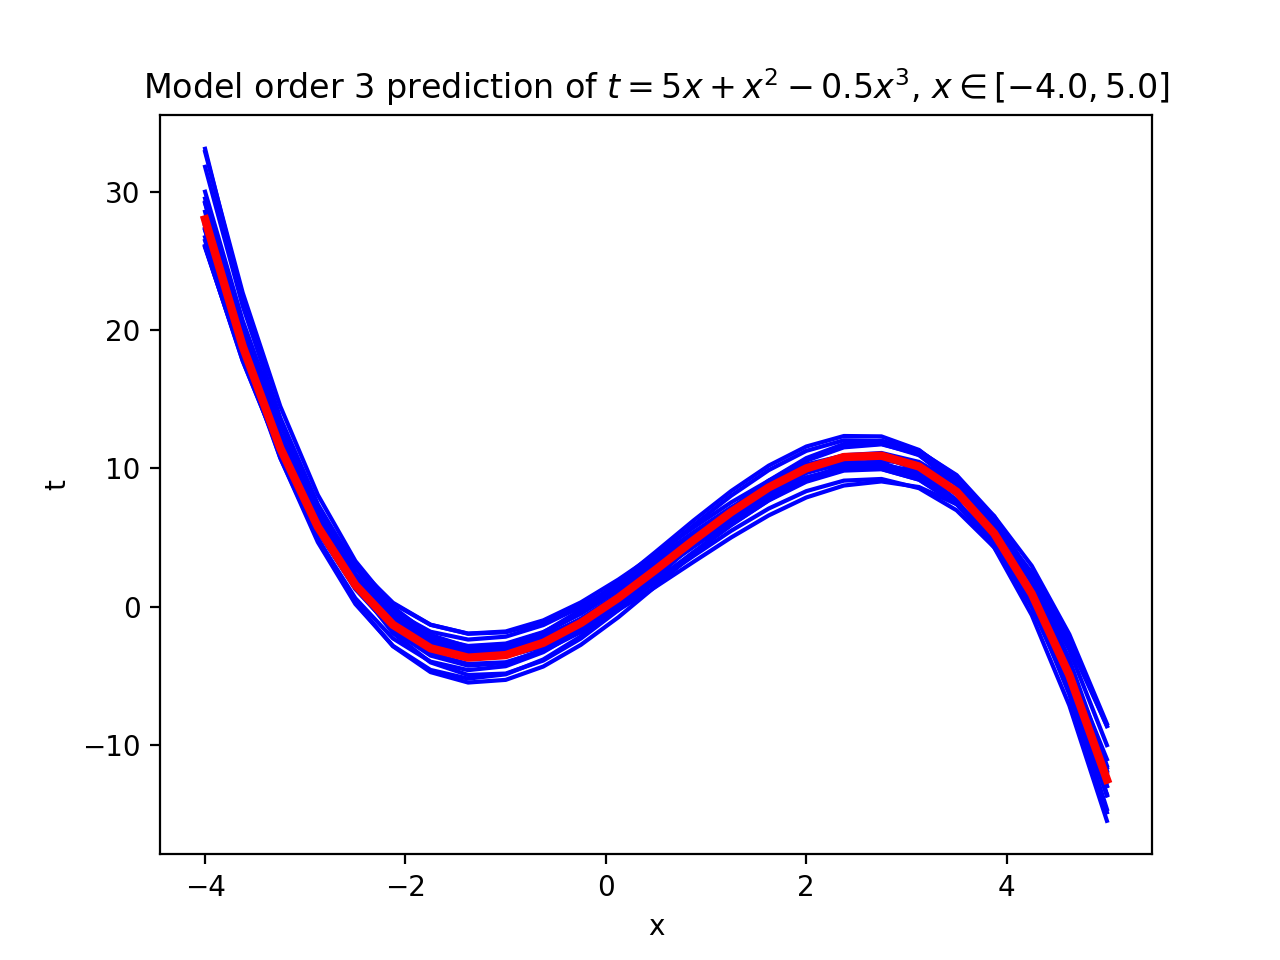 Model order 3 prediction of t = 5x + x² − 0.5x³, x ∈ [−4.0, 5.0]
30
20
10
0
−10
t
−4 −2 0 2 4
x